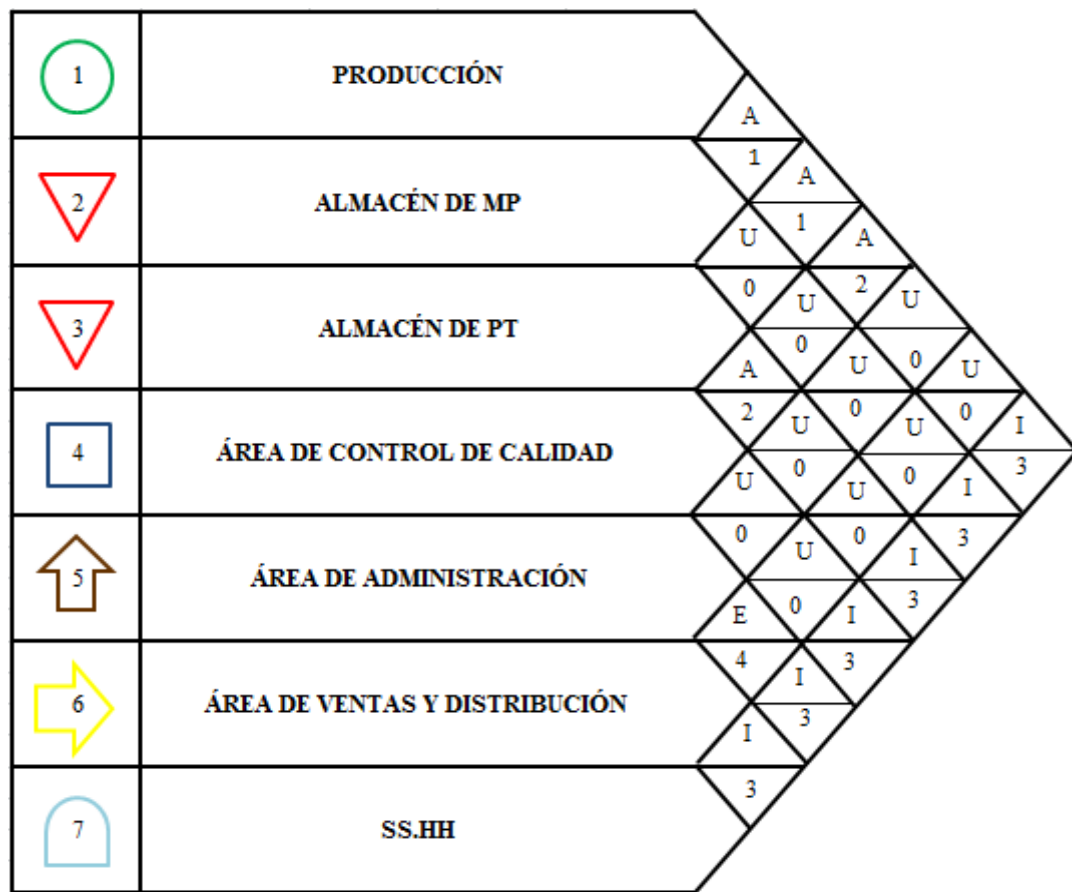 1 PRODUCCIÓN
A
1
A
2 ALMACÉN DE MP
1
U A
0 2
U U
3 ALMACÉN DE PT
0 0
A U U
2 0 0
U U I
4 ÁREA DE CONTROL DE CALIDAD
0 0 3
U U I
0 0 3
U I
5 ÁREA DE ADMINISTRACIÓN
0 3
E I
4 3
I
6 ÁREA DE VENTAS Y DISTRIBUCIÓN
3
I
3
7 SS.HH